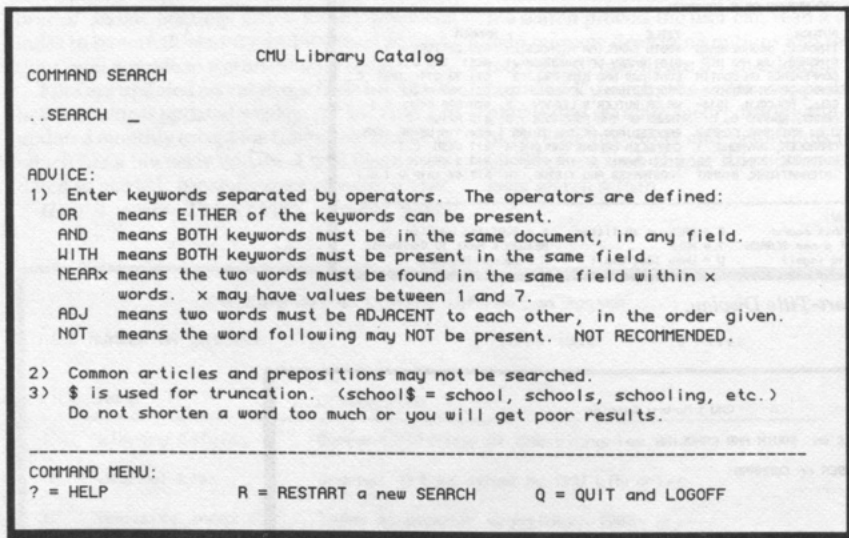 CMU Library Catalog
COMMAND SEARCH
..SEARCH _
ADVICE:
1) Enter keywords separated by operators. The operators are defined:
OR means EITHER of the keywords can be present.
AND means BOTH keywords must be in the same document, in any field.
WITH means BOTH keywords must be present in the same field.
NEARx means the two words must be found in the same field within x
words. x may have values between 1 and 7.
ADJ means two words must be ADJACENT to each other, in the order given.
NOT means the word following may NOT be present. NOT RECOMMENDED.
2) Common articles and prepositions may not be searched.
3) $ is used for truncation. (school$ = school, schools, schooling, etc.)
Do not shorten a word too much or you will get poor results.
COMMAND MENU:
? = HELP R = RESTART a new SEARCH Q = QUIT and LOGOFF